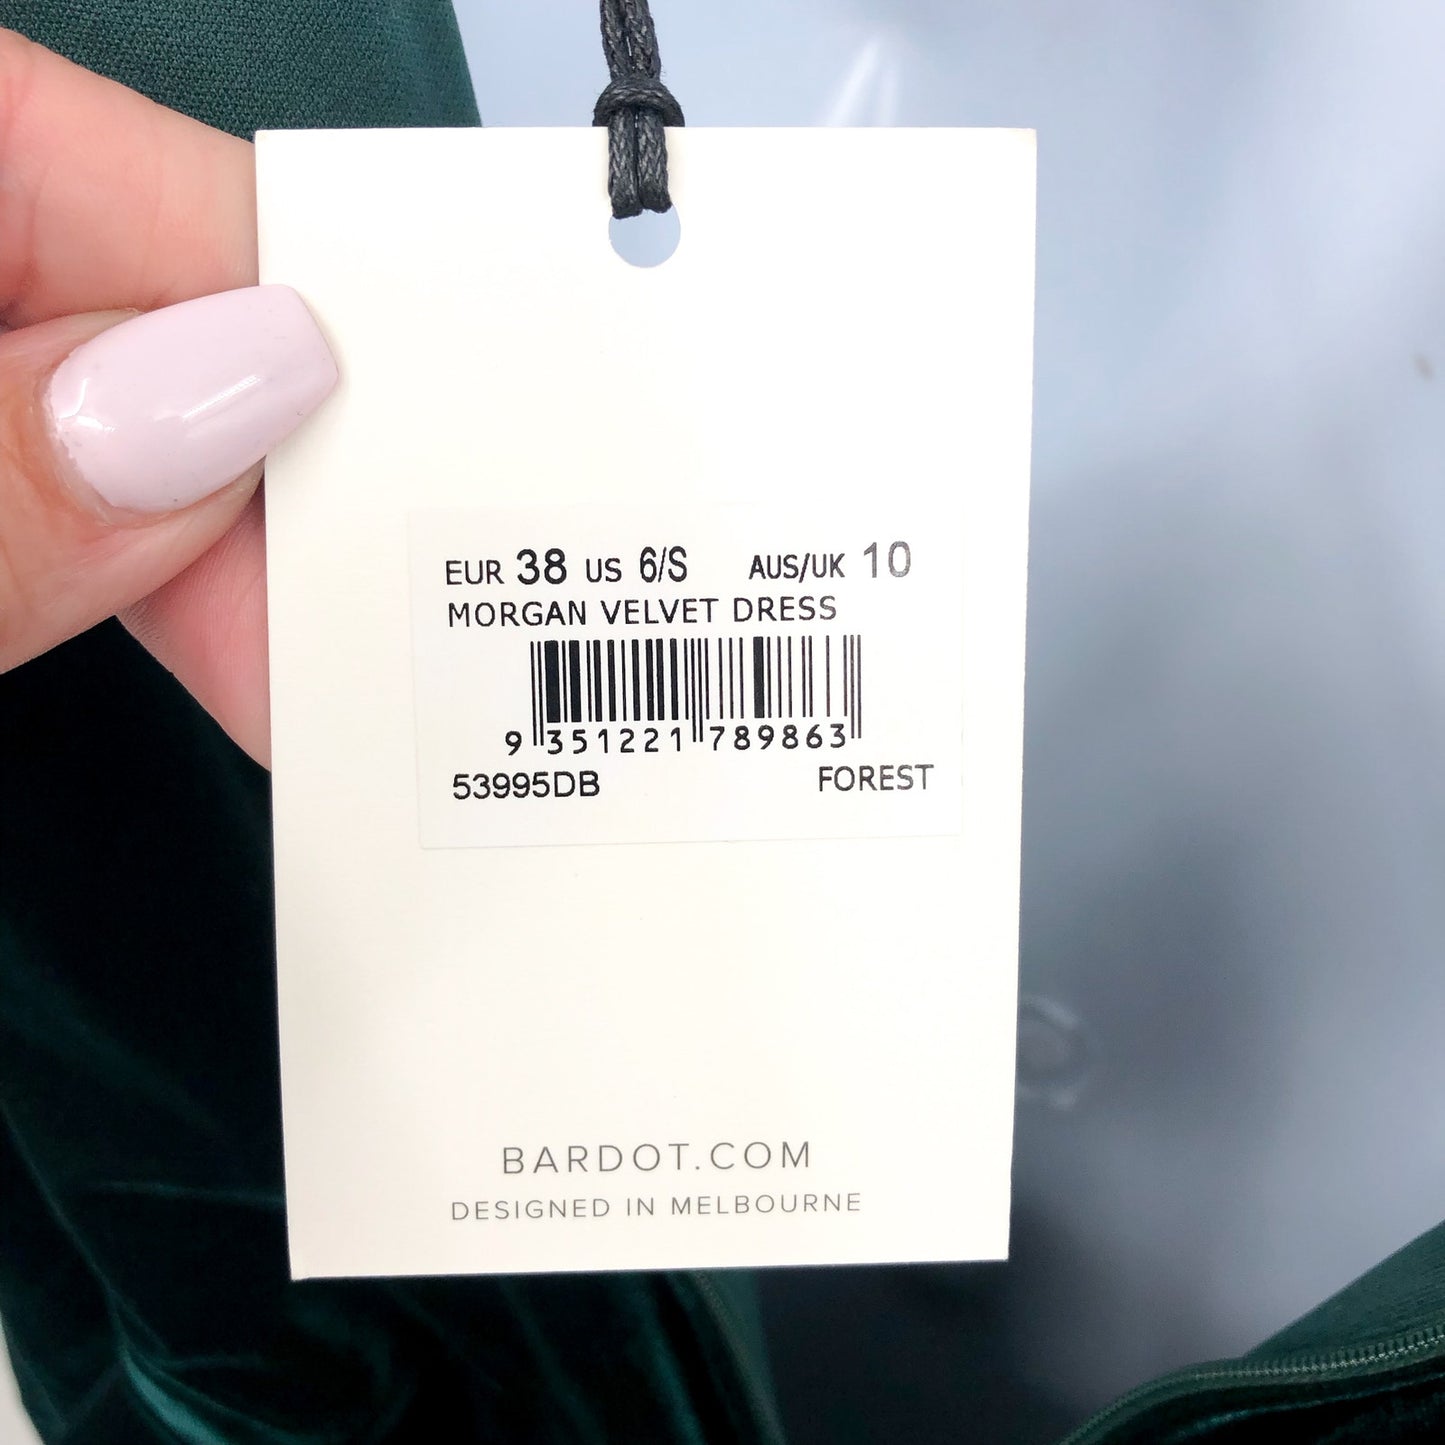 EUR 38 US 6/S AUS/UK 10
MORGAN VELVET DRESS
9 351221 789863
53995DB FOREST
BARDOT.COM
DESIGNED IN MELBOURNE